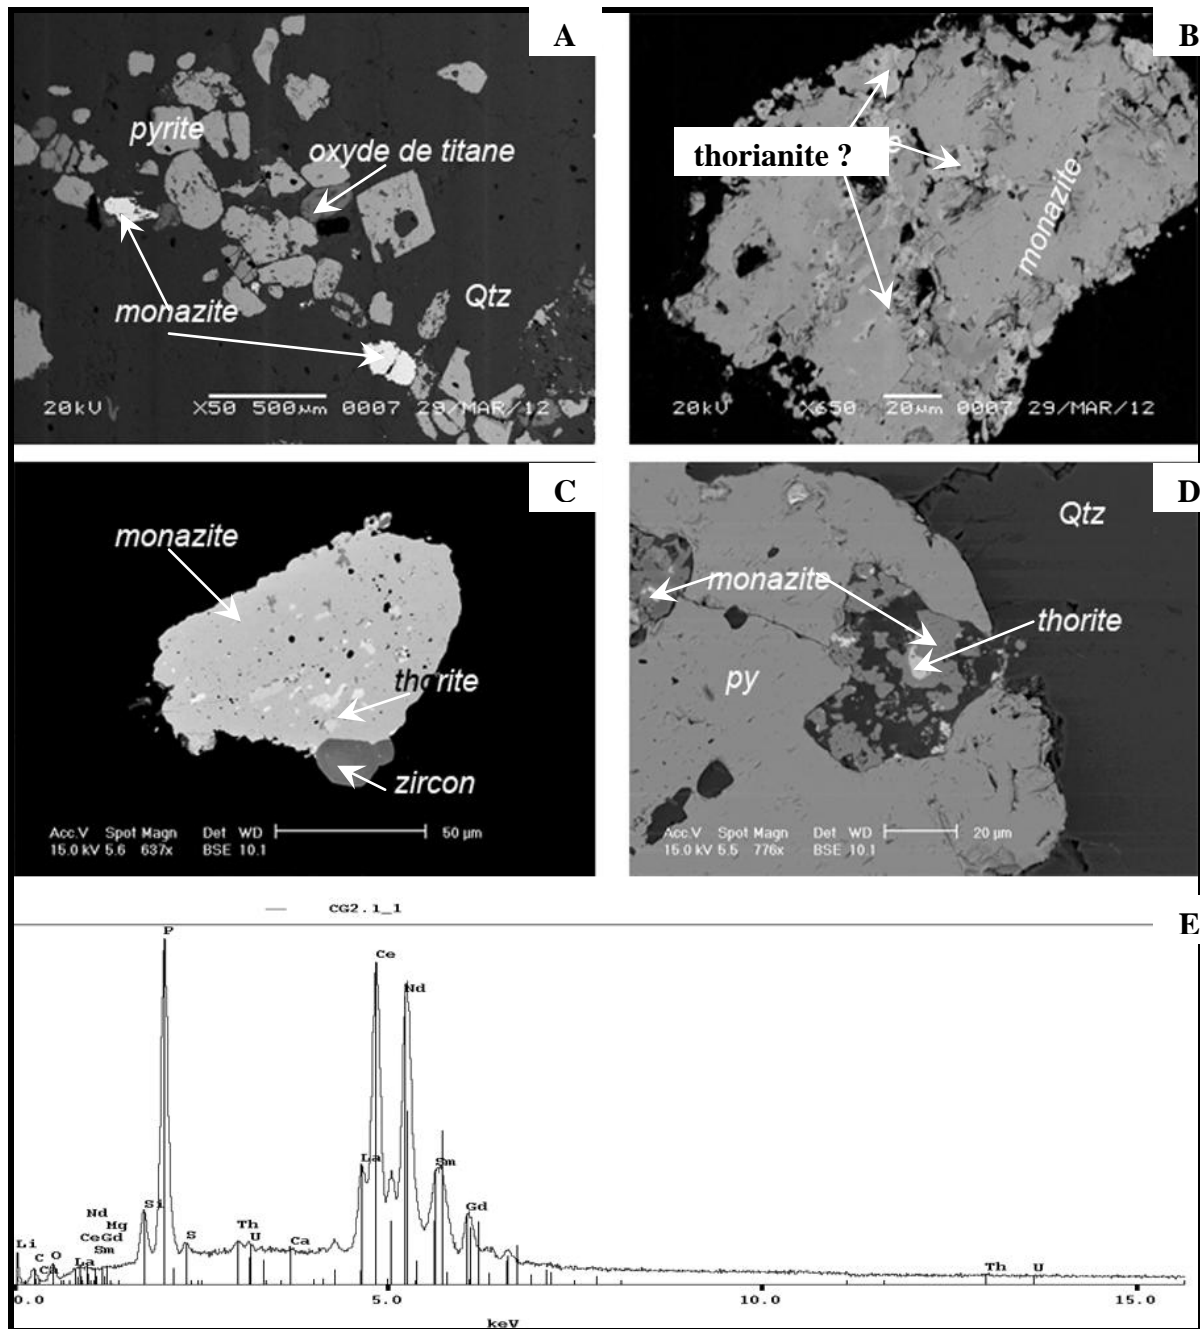 A
pyrite
oxyde de titane
Qtz
monazite
20kV X50 500µm 0007 29/MAR/12
B
thorianite ?
monazite
20kV X650 20µm 0007 29/MAR/12
C
monazite
thorite
zircon
Acc.V Spot Magn Det WD 50 µm
15.0 kV 5.6 637x BSE 10.1
D
Qtz
monazite
thorite
py
Acc.V Spot Magn Det WD 20 µm
15.0 kV 5.5 776x BSE 10.1
CG2.1_1
E
P
Ce
Nd
La
Sm
Si
Gd
Nd
Mg
S
Th
U
Ca
CeGd
Sm
Li
C
O
Ca
La
Th
U
0.0 5.0 10.0 15.0
keV